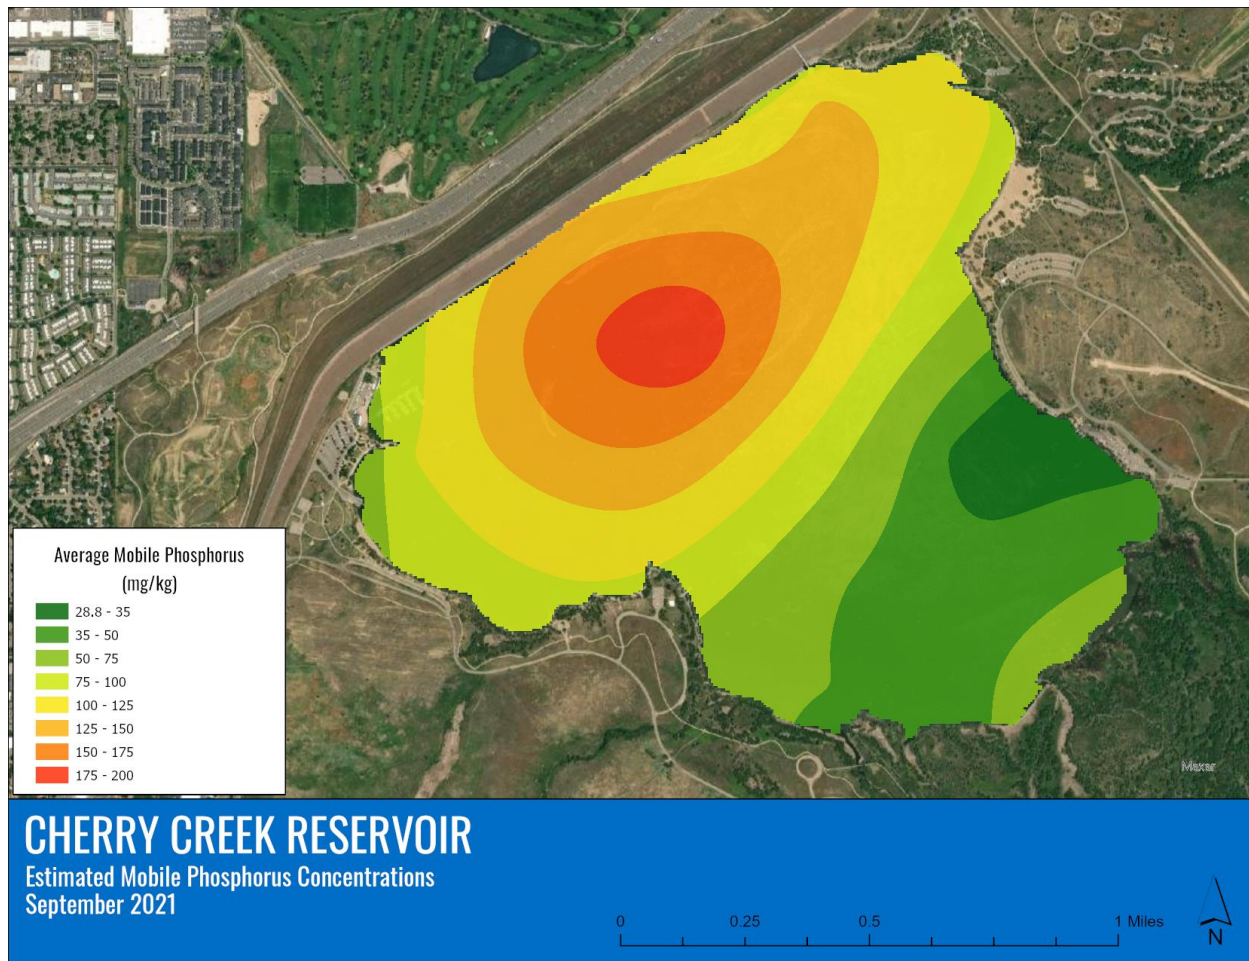 Average Mobile Phosphorus
(mg/kg)
28.8 - 35
35 - 50
50 - 75
75 - 100
100 - 125
125 - 150
150 - 175
175 - 200
Maxar
CHERRY CREEK RESERVOIR
Estimated Mobile Phosphorus Concentrations
September 2021
0 0.25 0.5 1 Miles
N